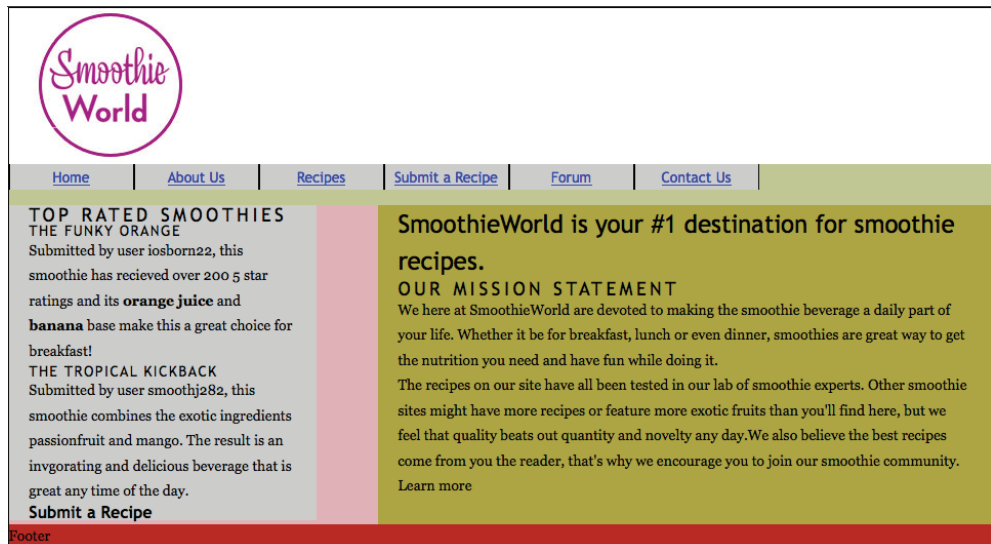 Smoothie
World
Home About Us Recipes Submit a Recipe Forum Contact Us
TOP RATED SMOOTHIES
THE FUNKY ORANGE
Submitted by user iosborn22, this
smoothie has recieved over 200 5 star
ratings and its orange juice and
banana base make this a great choice for
breakfast!
THE TROPICAL KICKBACK
Submitted by user smoothj282, this
smoothie combines the exotic ingredients
passionfruit and mango. The result is an
invgorating and delicious beverage that is
great any time of the day.
Submit a Recipe
SmoothieWorld is your #1 destination for smoothie
recipes.
OUR MISSION STATEMENT
We here at SmoothieWorld are devoted to making the smoothie beverage a daily part of
your life. Whether it be for breakfast, lunch or even dinner, smoothies are great way to get
the nutrition you need and have fun while doing it.
The recipes on our site have all been tested in our lab of smoothie experts. Other smoothie
sites might have more recipes or feature more exotic fruits than you'll find here, but we
feel that quality beats out quantity and novelty any day.We also believe the best recipes
come from you the reader, that's why we encourage you to join our smoothie community.
Learn more
Footer